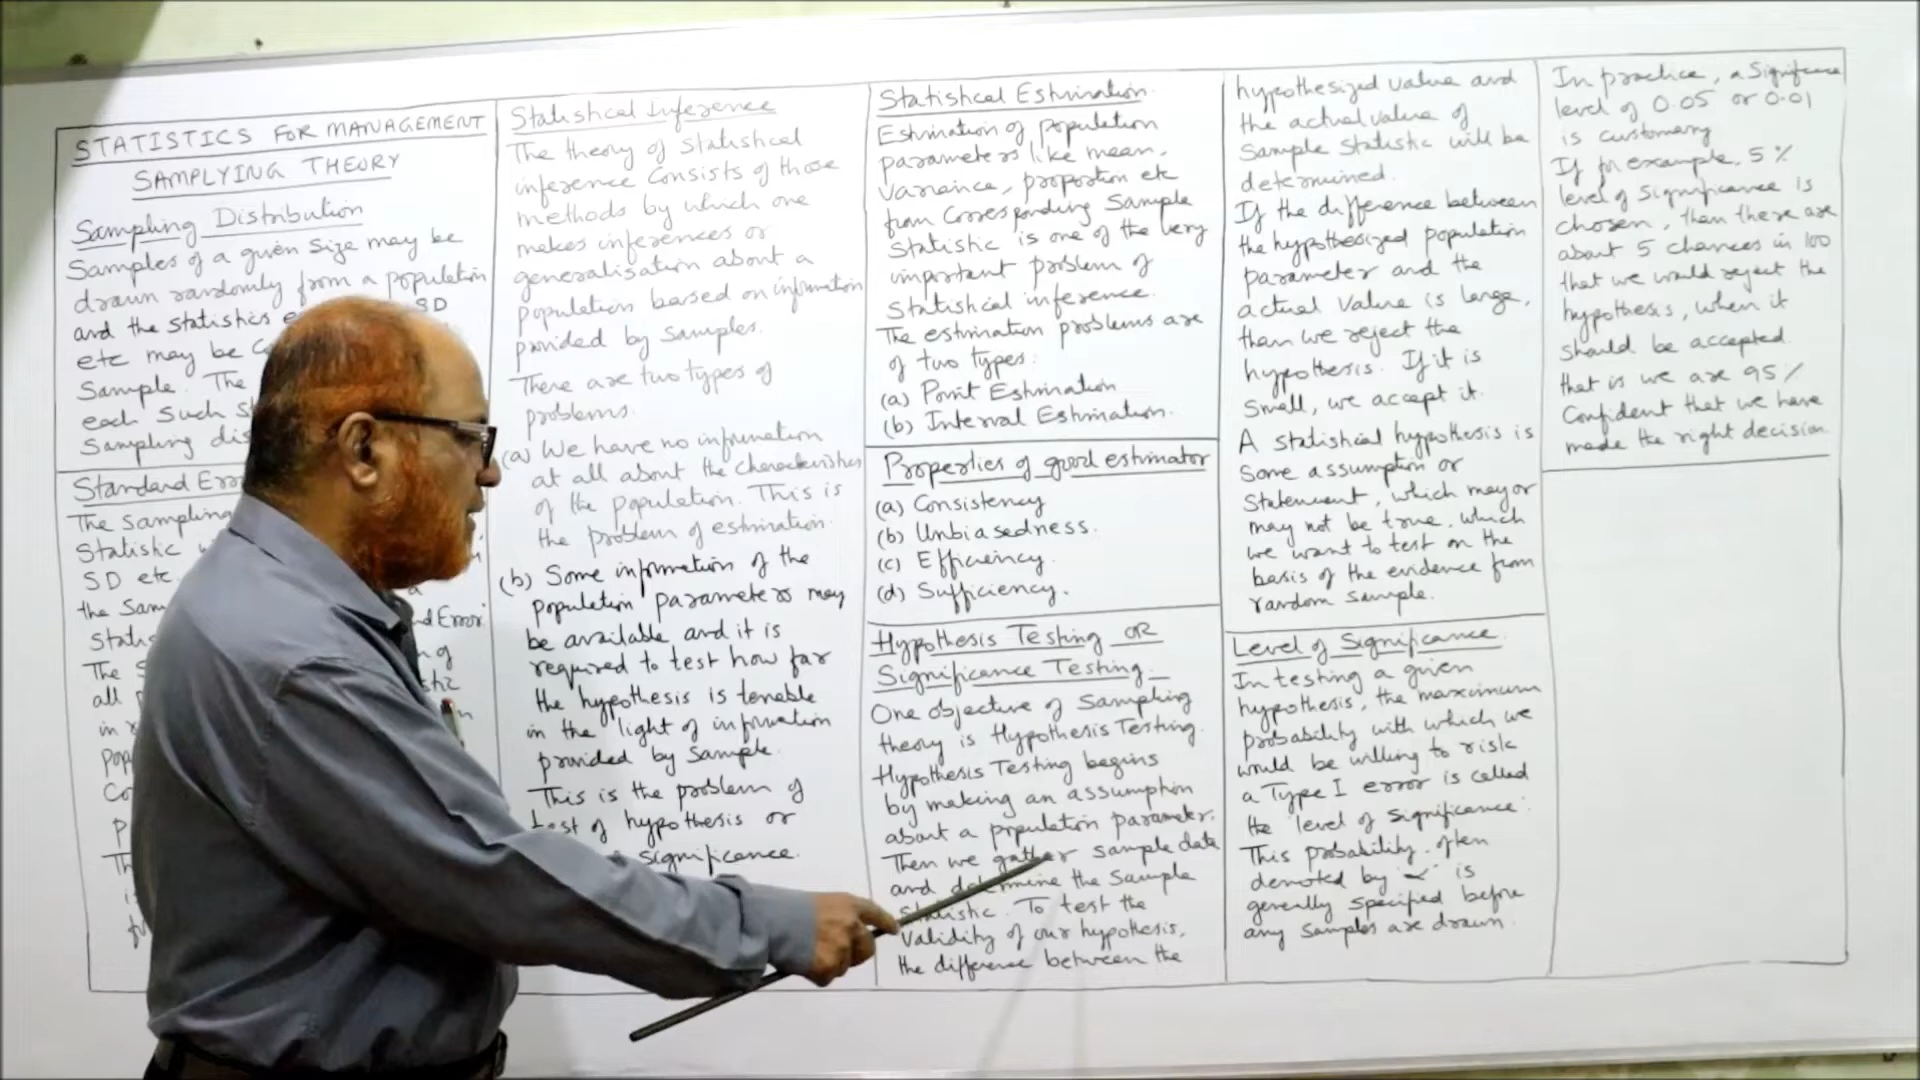 STATISTICS FOR MANAGEMENT
SAMPLYING THEORY
Sampling Distribution
Samples of a given size may be
drawn randomly from a population
and the statistics SD
etc may be
Sample. The
each such
Sampling
Standard
The sampling
Statistic
SD etc.
the
The
all
in
Statistical Inference
The theory of Statistical
inference consists of those
methods by which one
makes inferences or
generalisation about a
population based on information
provided by samples.
There are two types of
problems.
(a) We have no information
at all about the characteristics
of the population. This is
the problem of estimation.
(b) Some information of the
population parameters may
be available and it is
required to test how far
the hypothesis is tenable
in the light of information
provided by sample.
This is the problem of
test of hypothesis or
significance.
Statistical Estimation
Estimation of population
parameters like mean,
variance, proportion etc
from corresponding sample
Statistic is one of the very
important problem of
Statistical inference.
The estimation problems are
of two types:
(a) Point Estimation
(b) Interval Estimation.
Properties of good estimator
(a) Consistency
(b) Unbiasedness.
(c) Efficiency.
(d) Sufficiency.
Hypothesis Testing OR
Significance Testing
One objective of Sampling
theory is Hypothesis Testing.
Hypothesis Testing begins
by making an assumption
about a population parameter.
Then we gather sample data
and determine the sample
statistic. To test the
validity of our hypothesis,
the difference between the
hypothesized value and
the actual value of
sample statistic will be
determined.
If the difference between
the hypothesized population
parameter and the
actual value is large,
than we reject the
hypothesis. If it is
small, we accept it.
A statistical hypothesis is
some assumption or
statement, which may or
may not be true, which
we want to test on the
basis of the evidence from
random sample.
Level of Significance
In testing a given
hypothesis, the maximum
probability with which we
would be willing to risk
a Type I error is called
the 'level of significance'.
This probability, often
denoted by '∝' is
generally specified before
any samples are drawn.
In practice, a
level of 0.05 or 0.01
is customary
If for example, 5%
level of significance is
chosen, then there are
about 5 chances in 100
that we would reject the
hypothesis, when it
should be accepted.
that is we are 95%
confident that we have
made the right decision